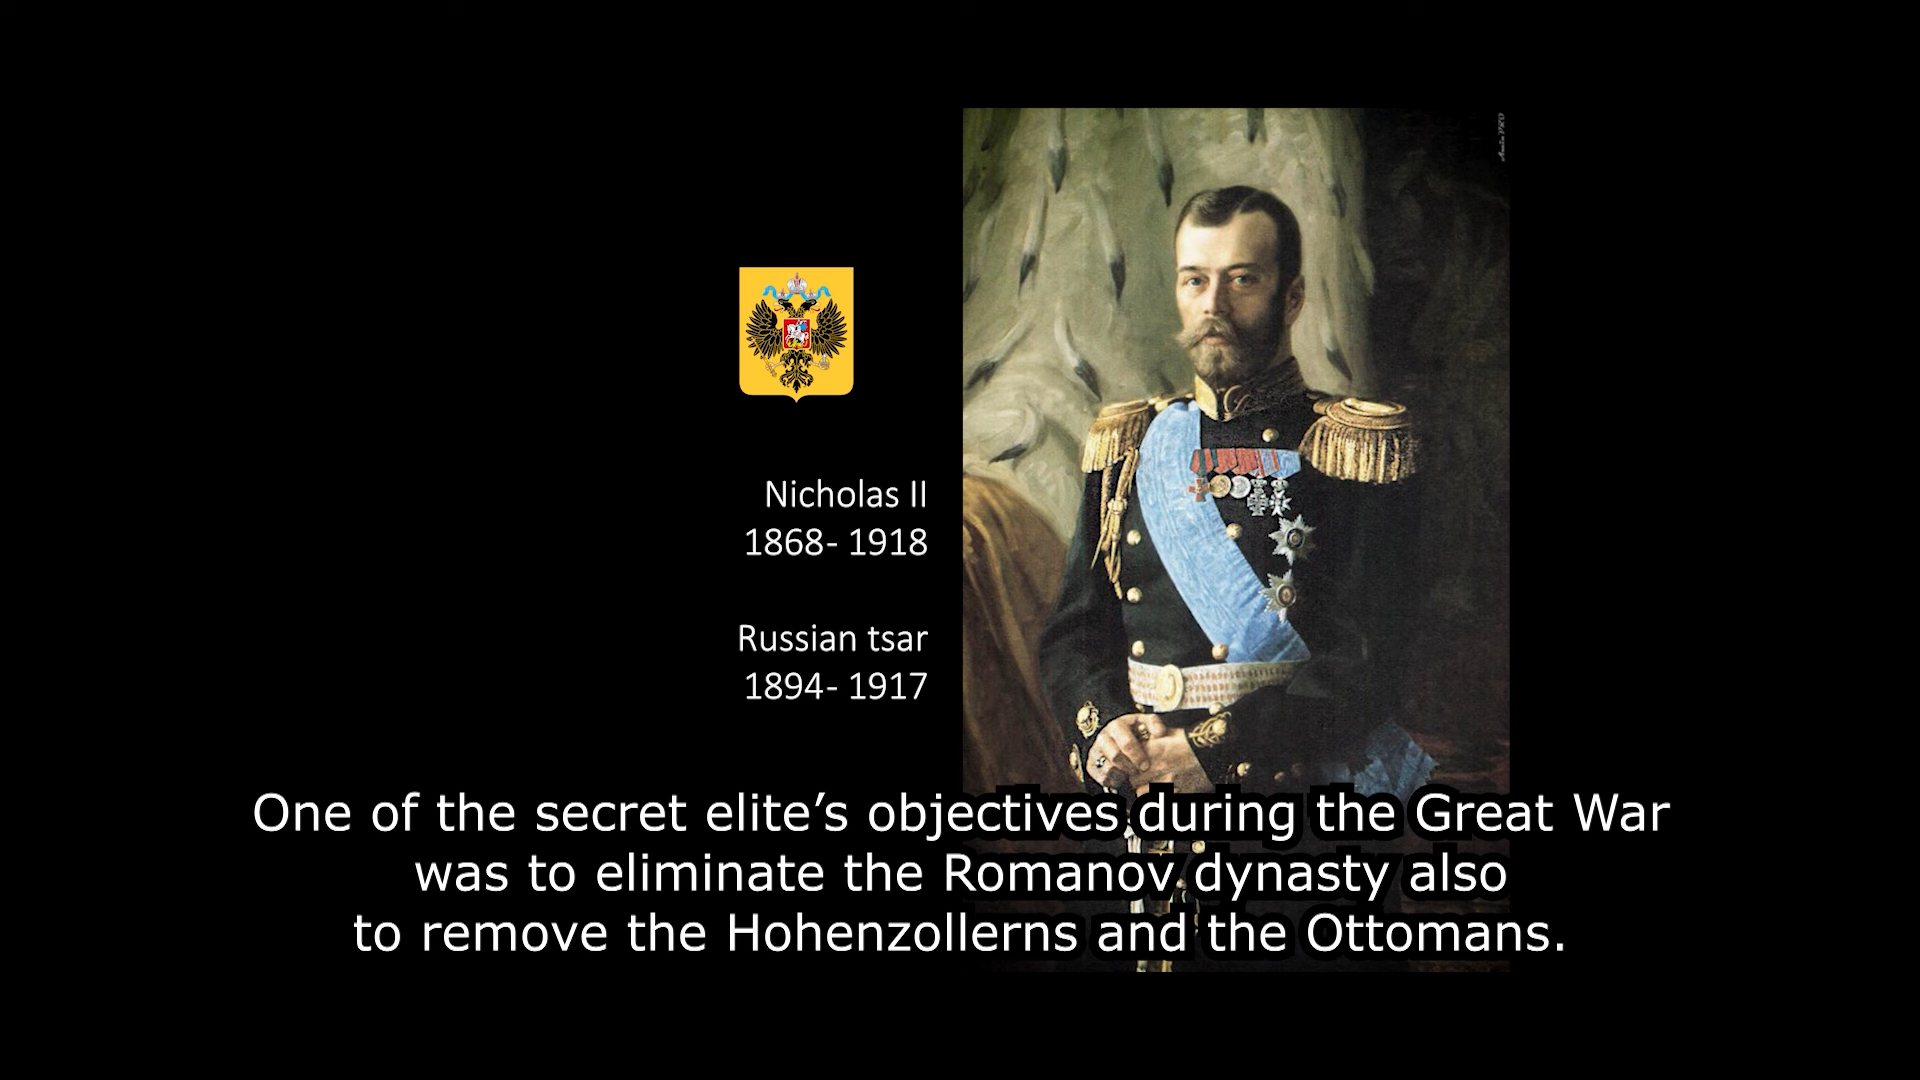 Nicholas II
1868- 1918
Russian tsar
1894- 1917
One of the secret elite’s objectives during the Great War
was to eliminate the Romanov dynasty also
to remove the Hohenzollerns and the Ottomans.